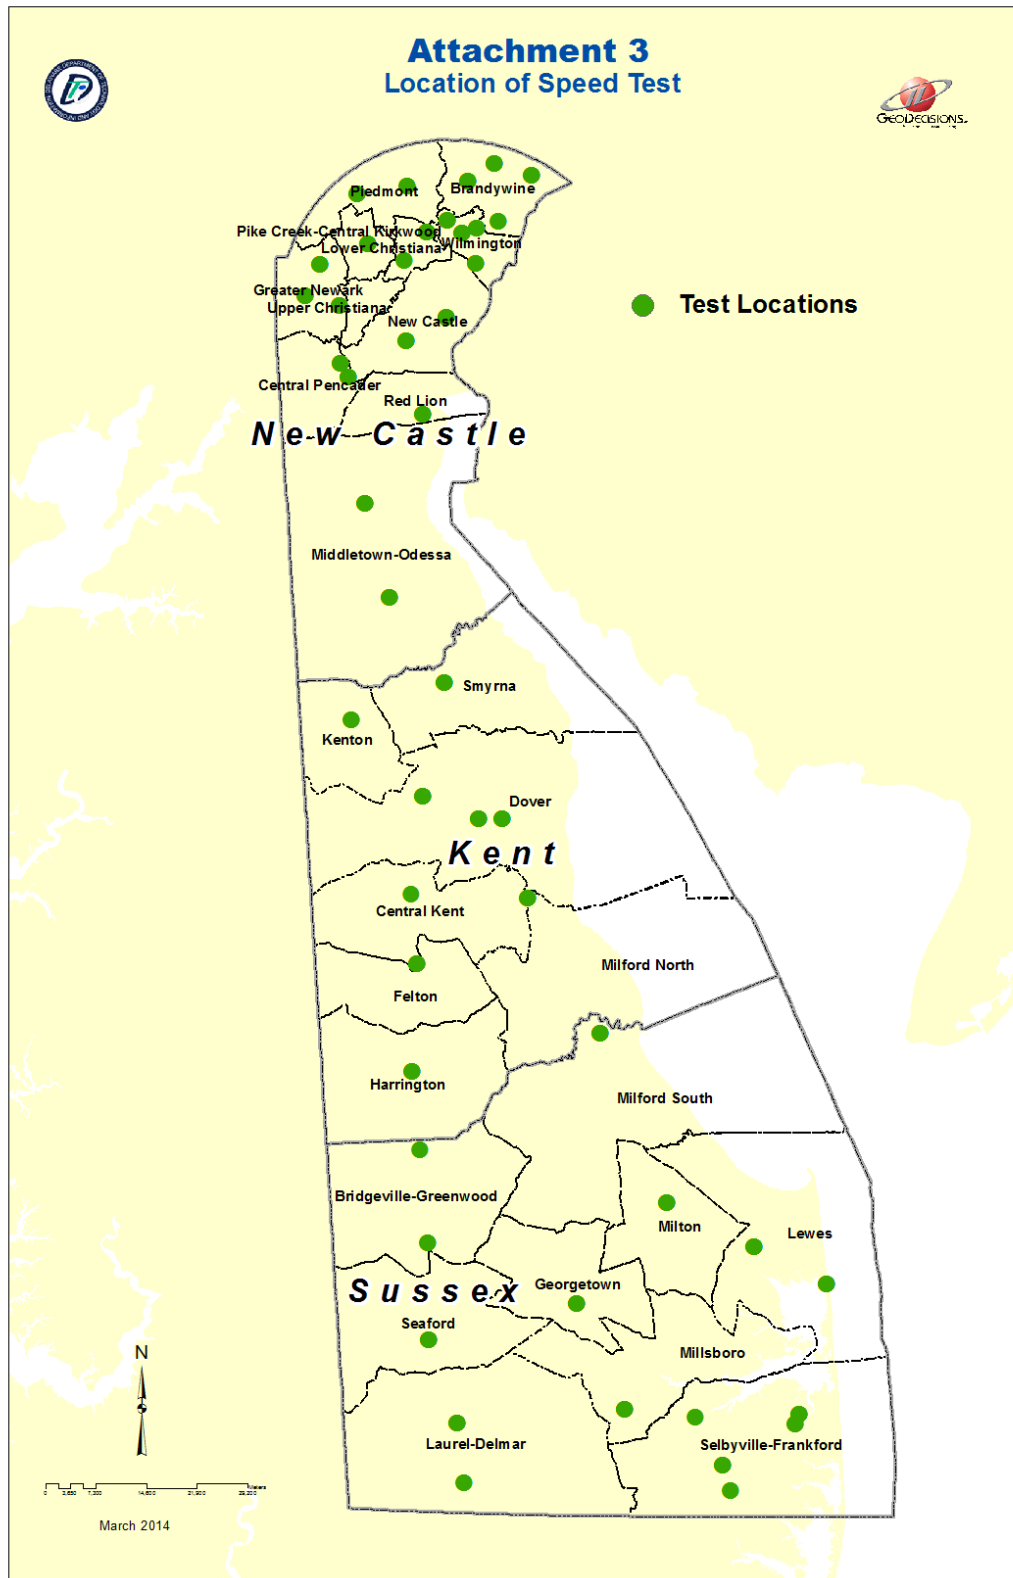 Attachment 3
Location of Speed Test
GEODECISIONS
Piedmont
Brandywine
Pike Creek-Central Kirkwood
Wilmington
Lower Christiana
Greater Newark
Upper Christiana
New Castle
Test Locations
Central Pencader
Red Lion
New Castle
Middletown-Odessa
Smyrna
Kenton
Dover
Kent
Central Kent
Milford North
Felton
Harrington
Milford South
Bridgeville-Greenwood
Milton
Lewes
Georgetown
Sussex
Seaford
Millsboro
N
Laurel-Delmar
Selbyville-Frankford
March 2014